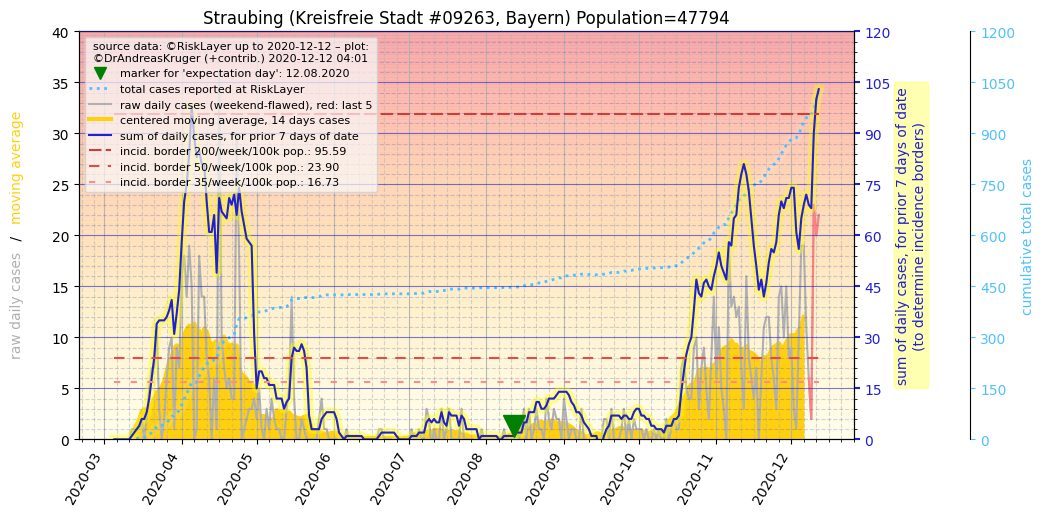 Straubing (Kreisfreie Stadt #09263, Bayern) Population=47794
source data: ©RiskLayer up to 2020-12-12 – plot:
©DrAndreasKruger (+contrib.) 2020-12-12 04:01
marker for 'expectation day': 12.08.2020
total cases reported at RiskLayer
raw daily cases (weekend-flawed), red: last 5
centered moving average, 14 days cases
sum of daily cases, for prior 7 days of date
incid. border 200/week/100k pop.: 95.59
incid. border 50/week/100k pop.: 23.90
incid. border 35/week/100k pop.: 16.73
raw daily cases / moving average
40
35
30
25
20
15
10
5
0
2020-03
2020-04
2020-05
2020-06
2020-07
2020-08
2020-09
2020-10
2020-11
2020-12
120
105
90
75
60
45
30
15
0
sum of daily cases, for prior 7 days of date
(to determine incidence borders)
1200
1050
900
750
600
450
300
150
0
cumulative total cases